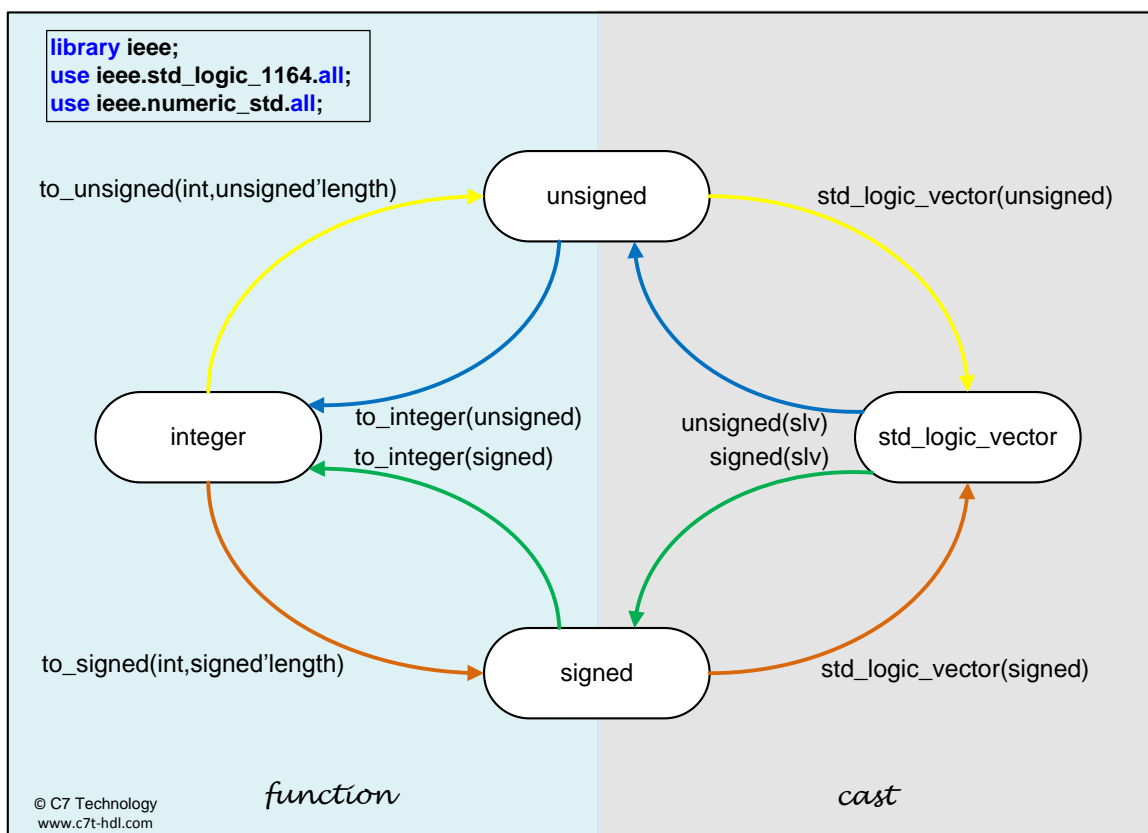 library ieee;
use ieee.std_logic_1164.all;
use ieee.numeric_std.all;
to_unsigned(int,unsigned’length)
unsigned
std_logic_vector(unsigned)
integer
to_integer(unsigned)
to_integer(signed)
unsigned(slv)
signed(slv)
std_logic_vector
to_signed(int,signed’length)
signed
std_logic_vector(signed)
function
cast
© C7 Technology
www.c7t-hdl.com